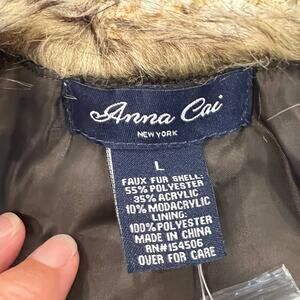 Anna Cai
NEW YORK
L
FAUX FUR SHELL:
55% POLYESTER
35% ACRYLIC
10% MODACRYLIC
LINING:
100% POLYESTER
MADE IN CHINA
RN#154506
OVER FOR CARE